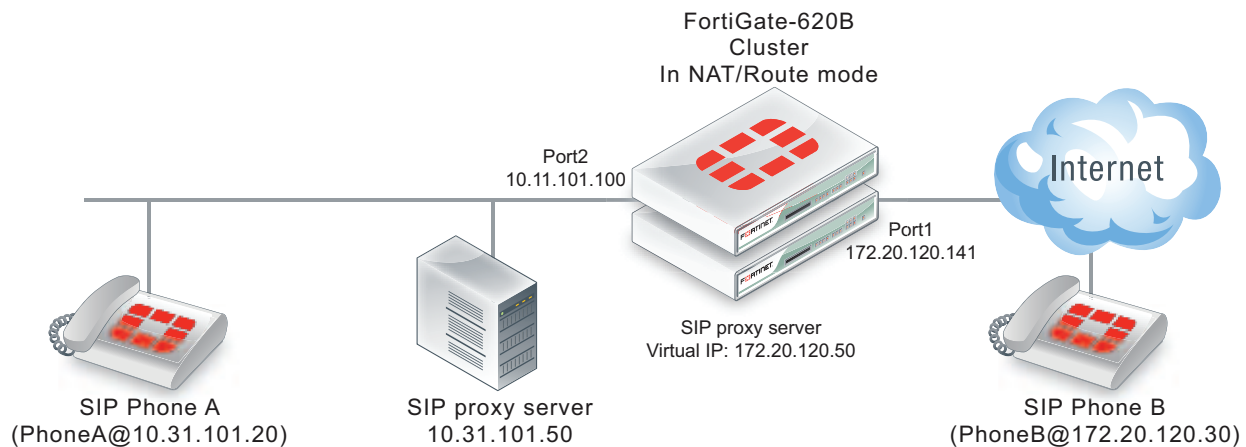 FortiGate-620B
Cluster
In NAT/Route mode
Port2
10.11.101.100
Internet
FORTINET
FORTINET
Port1
172.20.120.141
SIP proxy server
Virtual IP: 172.20.120.50
SIP Phone A
(PhoneA@10.31.101.20)
SIP proxy server
10.31.101.50
SIP Phone B
(PhoneB@172.20.120.30)